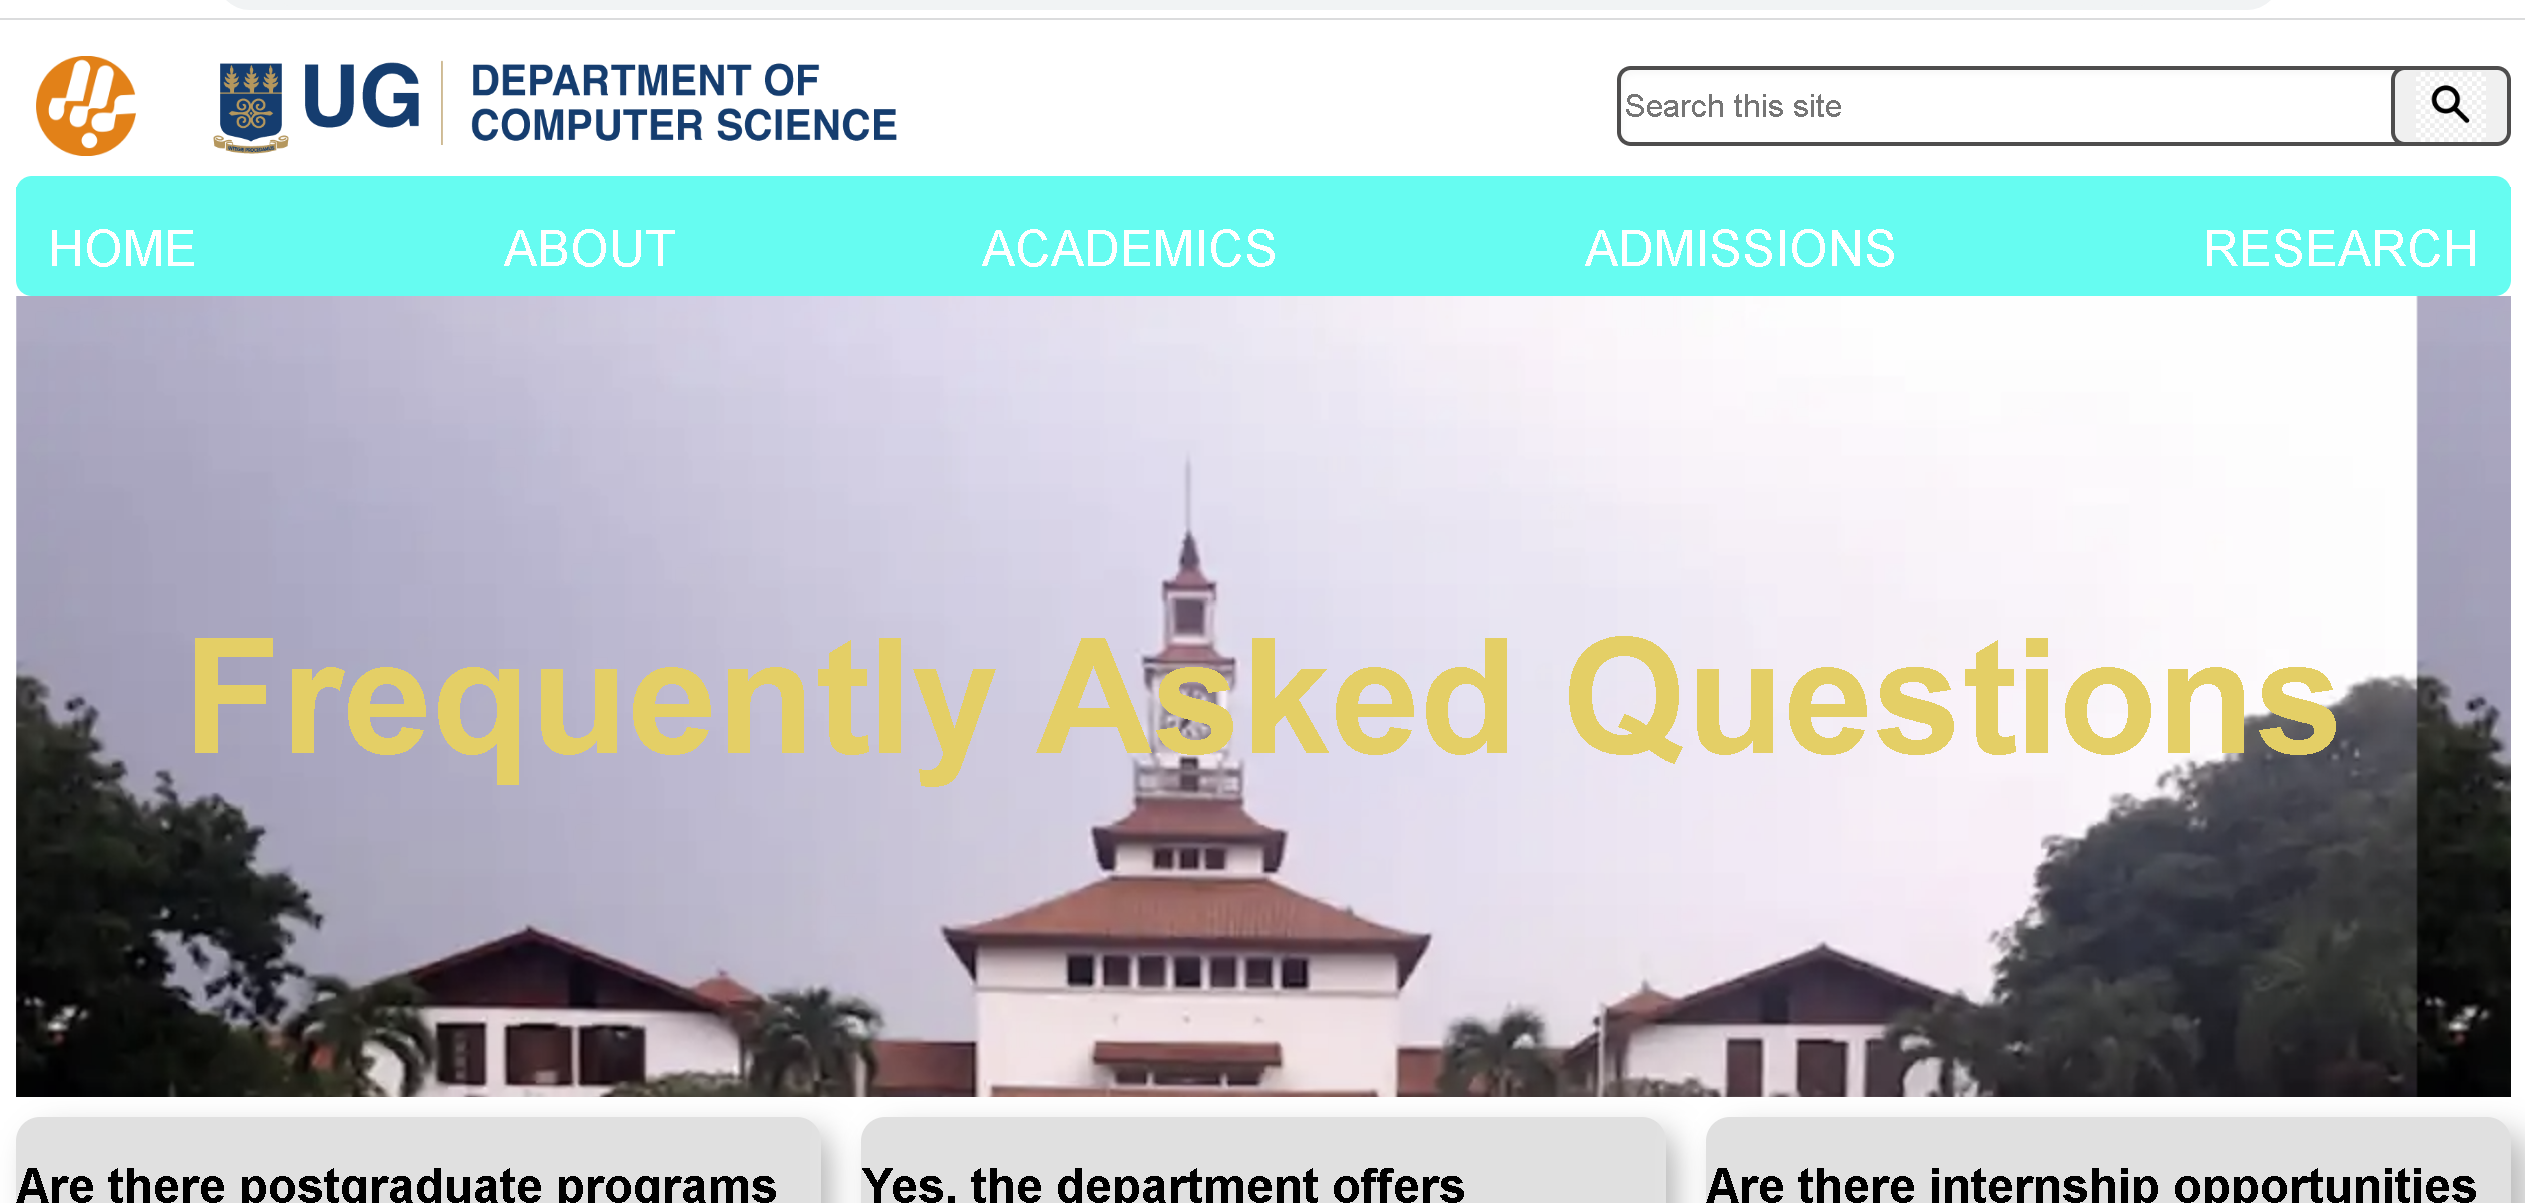 UG
DEPARTMENT OF
COMPUTER SCIENCE
Search this site
HOME ABOUT ACADEMICS ADMISSIONS RESEARCH
Frequently Asked Questions
Are there postgraduate programs
Yes, the department offers
Are there internship opportunities